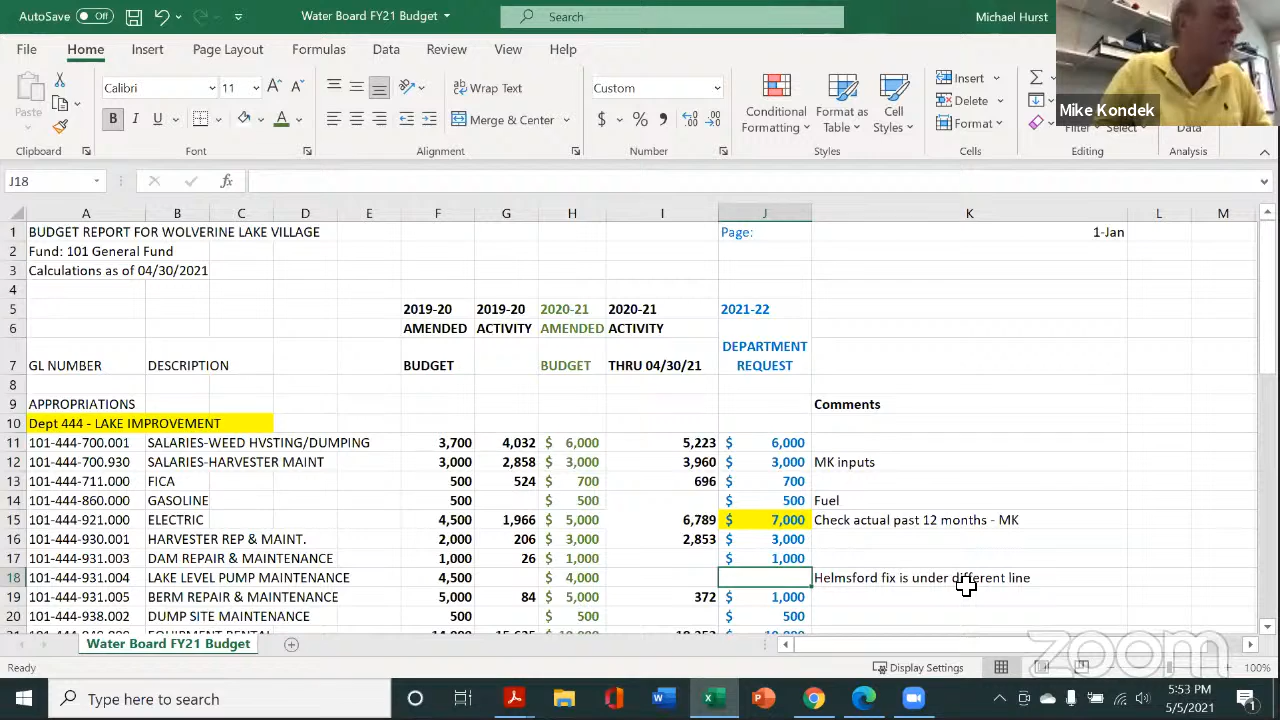 AutoSave Off Water Board FY21 Budget Search Michael Hurst
File Home Insert Page Layout Formulas Data Review View Help
Calibri 11 Wrap Text Custom Insert
Paste Merge & Center Conditional Formatting Format as Table Cell Styles Delete Format
Mike Kondek
Clipboard Font Alignment Number Styles Cells Editing Analysis
J18 fx
A B C D E F G H I J K L M
1 BUDGET REPORT FOR WOLVERINE LAKE VILLAGE Page: 1-Jan
2 Fund: 101 General Fund
3 Calculations as of 04/30/2021
4
5 2019-20 2019-20 2020-21 2020-21 2021-22
6 AMENDED ACTIVITY AMENDED ACTIVITY
7 GL NUMBER DESCRIPTION BUDGET BUDGET THRU 04/30/21 DEPARTMENT REQUEST
8
9 APPROPRIATIONS Comments
10 Dept 444 - LAKE IMPROVEMENT
11 101-444-700.001 SALARIES-WEED HVSTING/DUMPING 3,700 4,032 $ 6,000 5,223 $ 6,000
12 101-444-700.930 SALARIES-HARVESTER MAINT 3,000 2,858 $ 3,000 3,960 $ 3,000 MK inputs
13 101-444-711.000 FICA 500 524 $ 700 696 $ 700
14 101-444-860.000 GASOLINE 500 $ 500 $ 500 Fuel
15 101-444-921.000 ELECTRIC 4,500 1,966 $ 5,000 6,789 $ 7,000 Check actual past 12 months - MK
16 101-444-930.001 HARVESTER REP & MAINT. 2,000 206 $ 3,000 2,853 $ 3,000
17 101-444-931.003 DAM REPAIR & MAINTENANCE 1,000 26 $ 1,000 $ 1,000
18 101-444-931.004 LAKE LEVEL PUMP MAINTENANCE 4,500 $ 4,000 Helmsford fix is under different line
19 101-444-931.005 BERM REPAIR & MAINTENANCE 5,000 84 $ 5,000 372 $ 1,000
20 101-444-938.002 DUMP SITE MAINTENANCE 500 $ 500 $ 500
Water Board FY21 Budget
zoom
Ready Display Settings 100%
Type here to search 5:53 PM
5/5/2021